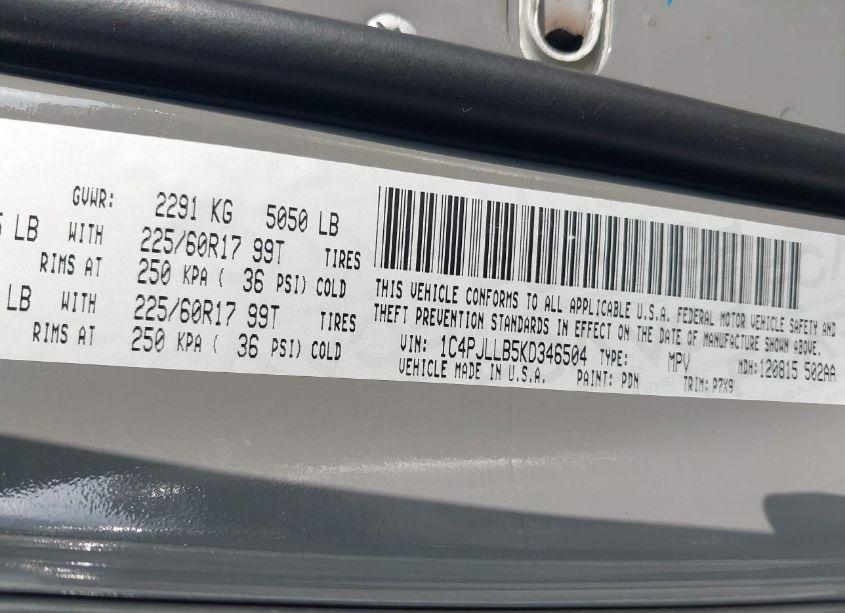 GVWR: 2291 KG 5050 LB
LB WITH 225/60R17 99T TIRES
RIMS AT 250 KPA ( 36 PSI) COLD
LB WITH 225/60R17 99T TIRES
RIMS AT 250 KPA ( 36 PSI) COLD
THIS VEHICLE CONFORMS TO ALL APPLICABLE U.S.A. FEDERAL MOTOR VEHICLE SAFETY AND
THEFT PREVENTION STANDARDS IN EFFECT ON THE DATE OF MANUFACTURE SHOWN ABOVE.
VIN: 1C4PJLLB5KD346504 TYPE: MPV MDH:120815 502AA
VEHICLE MADE IN U.S.A. PAINT: PDN TRIM: P7X9